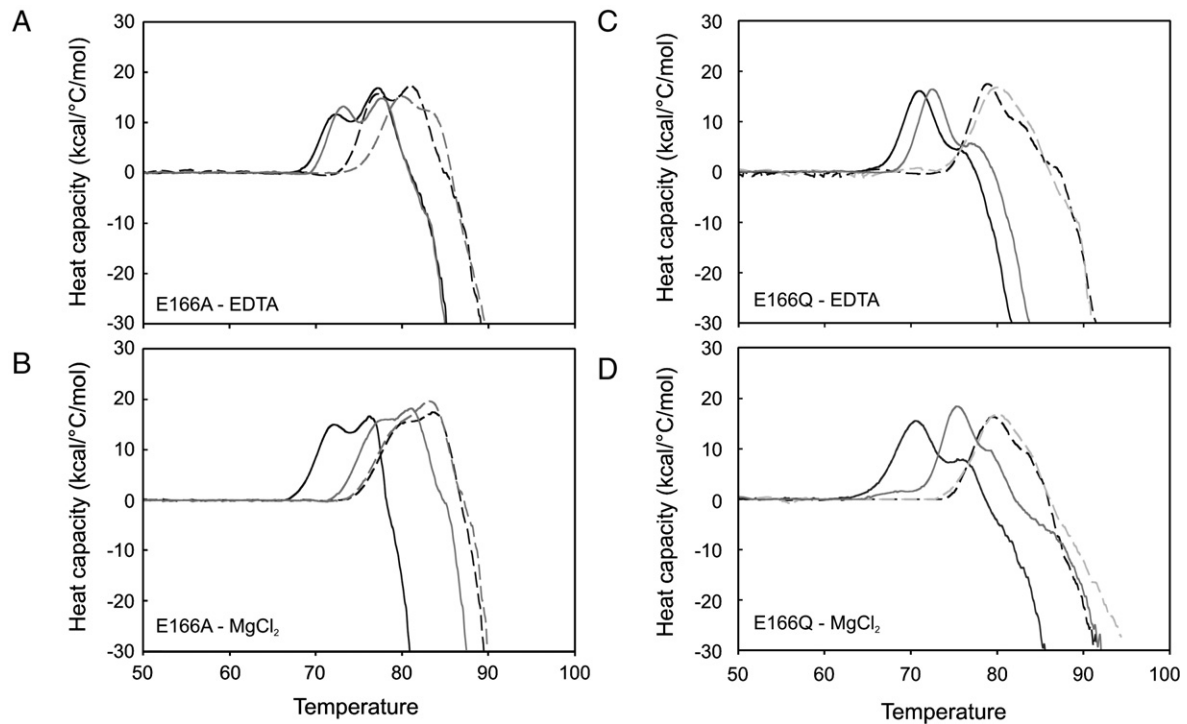 A
Heat capacity (kcal/°C/mol)
30
20
10
0
-10
-20
-30
E166A - EDTA
B
Heat capacity (kcal/°C/mol)
30
20
10
0
-10
-20
-30
E166A - MgCl₂
50
60
70
80
90
100
Temperature
C
Heat capacity (kcal/°C/mol)
30
20
10
0
-10
-20
-30
E166Q - EDTA
D
Heat capacity (kcal/°C/mol)
30
20
10
0
-10
-20
-30
E166Q - MgCl₂
50
60
70
80
90
100
Temperature